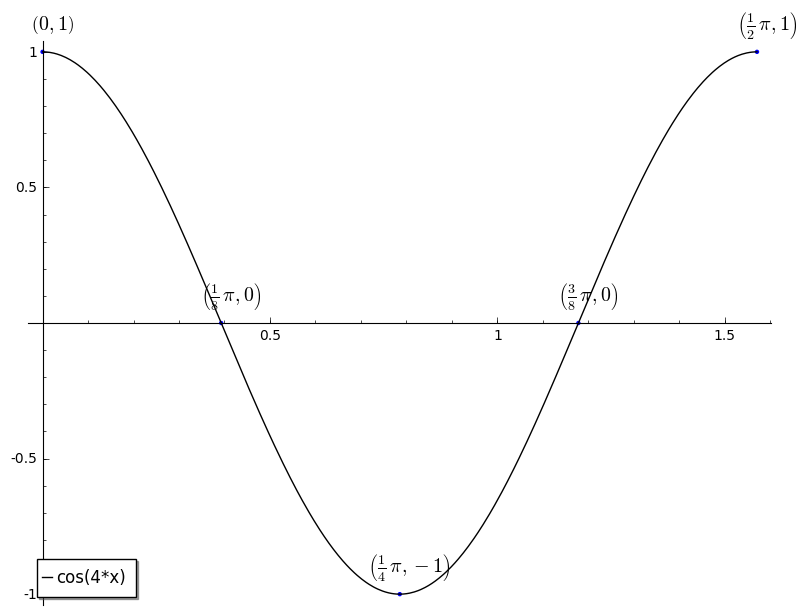 (0, 1)
(1/2 π, 1)
1
0.5
(1/8 π, 0)
(3/8 π, 0)
0.5
1
1.5
-0.5
(1/4 π, −1)
-1
cos(4*x)